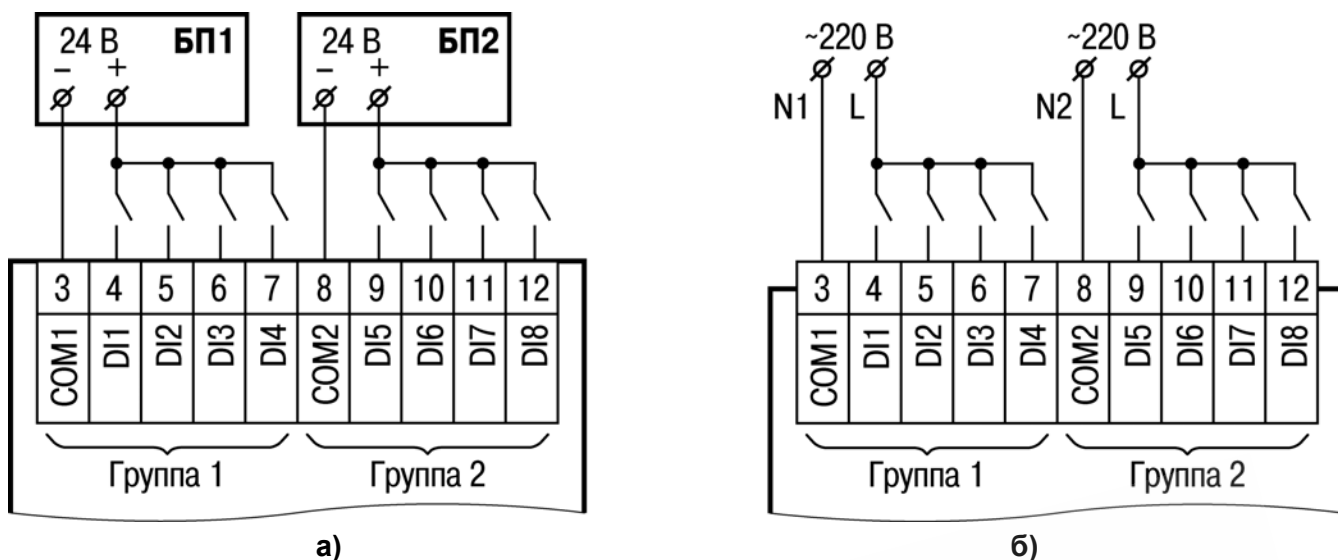 24 В БП1 24 В БП2
– + – +
3 4 5 6 7 8 9 10 11 12
COM1 DI1 DI2 DI3 DI4 COM2 DI5 DI6 DI7 DI8
Группа 1 Группа 2
а)
~220 В ~220 В
N1 L N2 L
3 4 5 6 7 8 9 10 11 12
COM1 DI1 DI2 DI3 DI4 COM2 DI5 DI6 DI7 DI8
Группа 1 Группа 2
б)